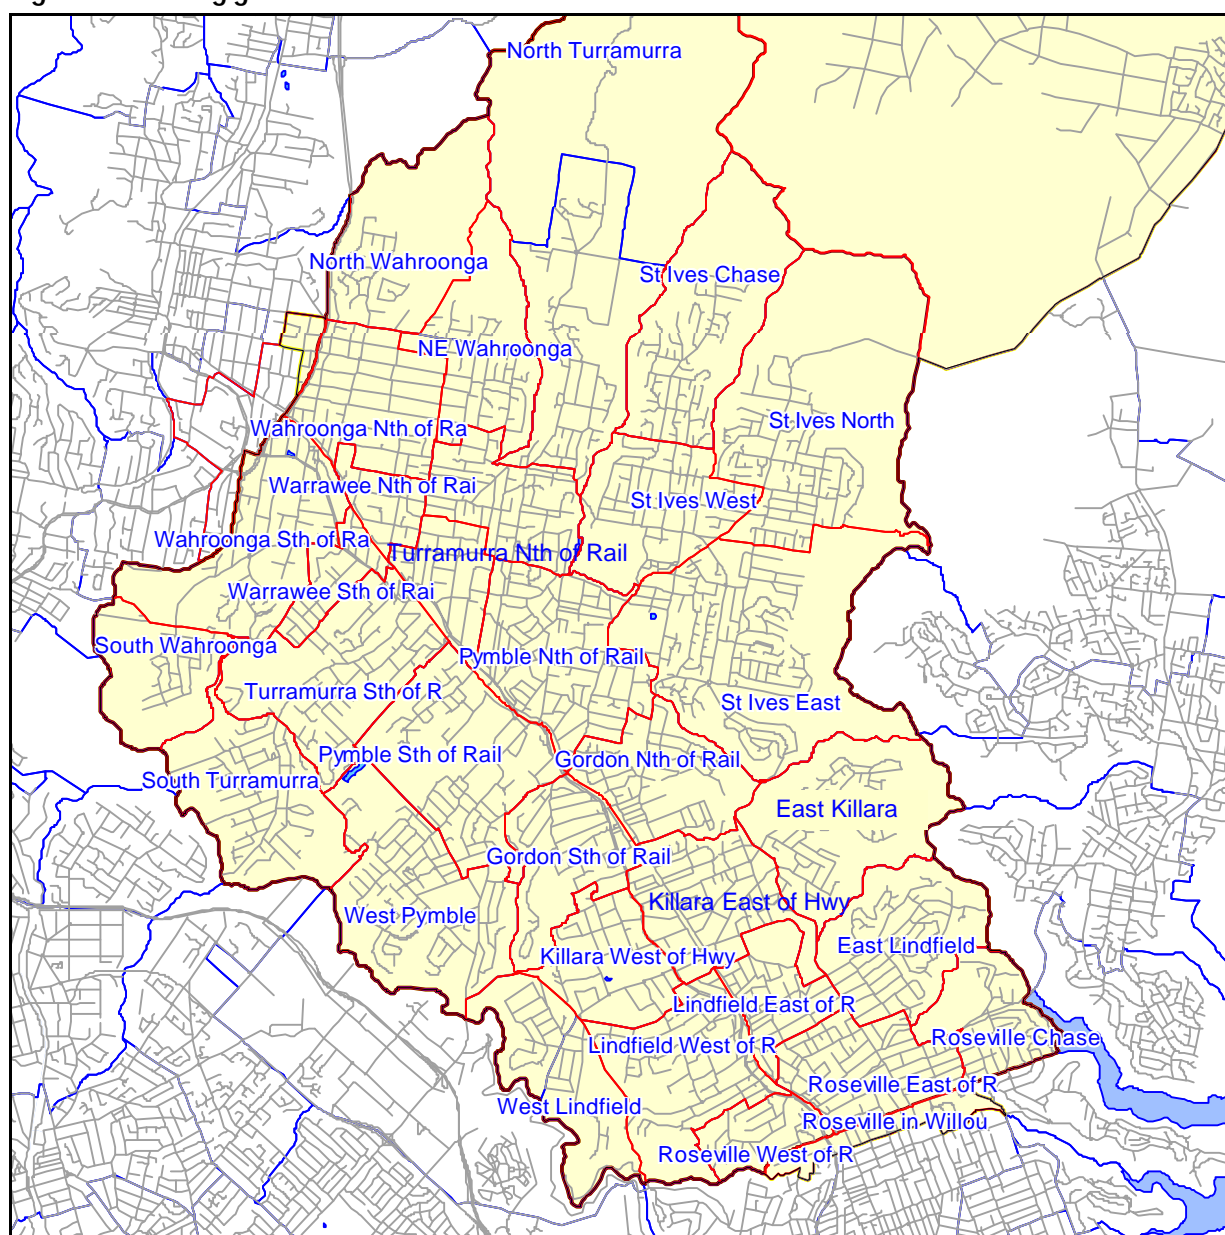 North Turramurra
North Wahroonga
St Ives Chase
NE Wahroonga
St Ives North
Wahroonga Nth of Ra
Warrawee Nth of Rai
St Ives West
Wahroonga Sth of Ra
Turramurra Nth of Rail
Warrawee Sth of Rai
South Wahroonga
Pymble Nth of Rail
Turramurra Sth of R
St Ives East
Pymble Sth of Rail
Gordon Nth of Rail
South Turramurra
East Killara
Gordon Sth of Rail
Killara East of Hwy
West Pymble
East Lindfield
Killara West of Hwy
Lindfield East of R
Roseville Chase
Lindfield West of R
Roseville East of R
West Lindfield
Roseville in Willou
Roseville West of R